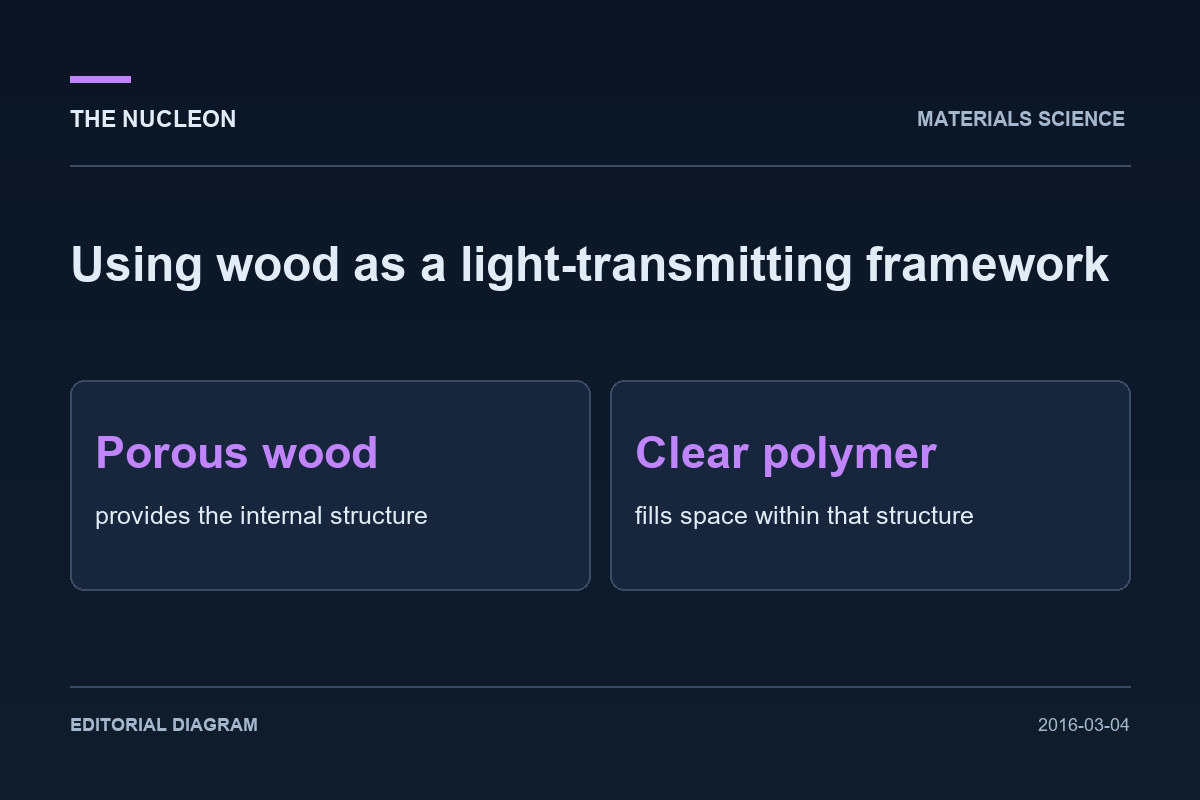 THE NUCLEON
MATERIALS SCIENCE
Using wood as a light-transmitting framework
Porous wood
provides the internal structure
Clear polymer
fills space within that structure
EDITORIAL DIAGRAM
2016-03-04